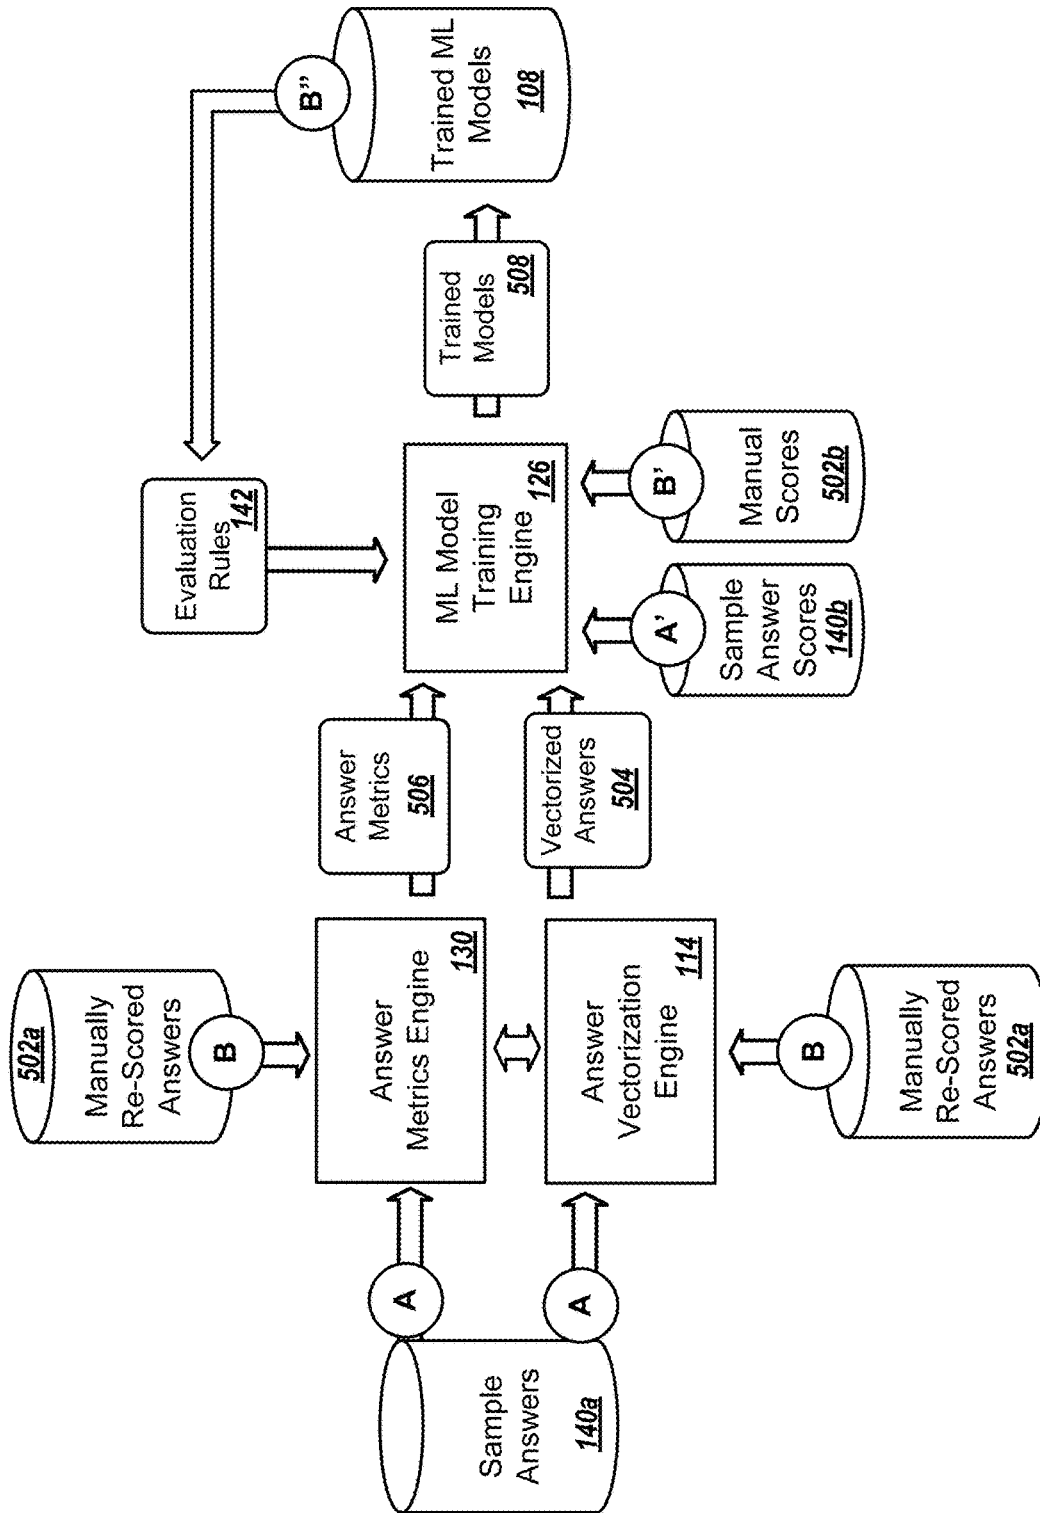 Sample
Answers
140a
A
A
502a
Manually
Re-Scored
Answers
B
Answer
Metrics Engine
130
Answer
Vectorization
Engine
114
B
Manually
Re-Scored
Answers
502a
Answer
Metrics
506
Vectorized
Answers
504
Evaluation
Rules
142
ML Model
Training
Engine
126
A'
Sample
Answer
Scores
140b
B'
Manual
Scores
502b
Trained
Models
508
B"
Trained ML
Models
108